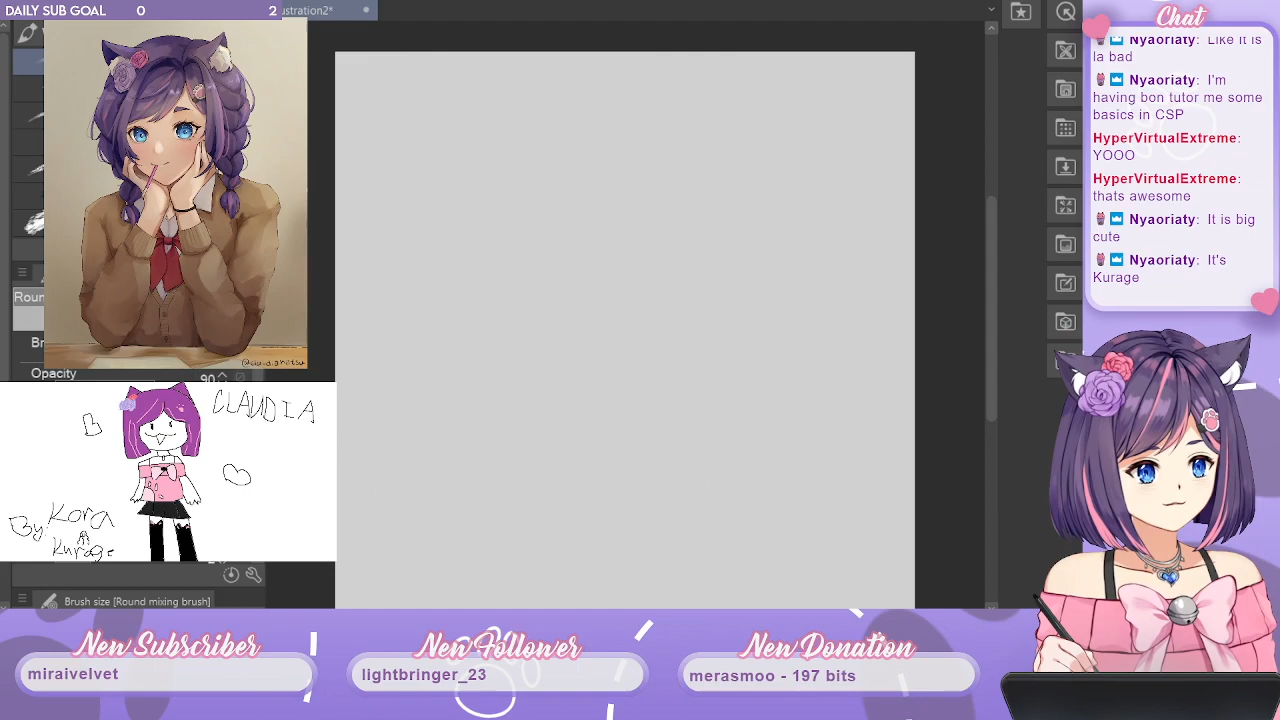 DAILY SUB GOAL 0 2
ustration2*
Roun
Br
Opacity 90
Brush size [Round mixing brush]
CLAUDIA
By: Kora
Kurage
Chat
Nyaoriaty: Like it is
la bad
Nyaoriaty: I'm
having bon tutor me some
basics in CSP
HyperVirtualExtreme:
YOOO
HyperVirtualExtreme:
thats awesome
Nyaoriaty: It is big
cute
Nyaoriaty: It's
Kurage
New Subscriber
miraivelvet
New Follower
lightbringer_23
New Donation
merasmoo - 197 bits